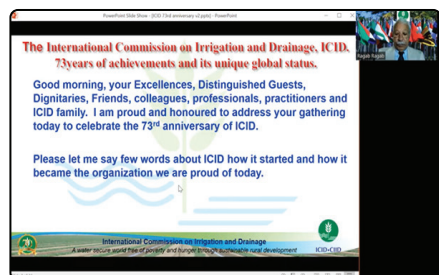 PowerPoint Slide Show - [ICID 73rd anniversary v2.pptx] - PowerPoint
The International Commission on Irrigation and Drainage, ICID.
73years of achievements and its unique global status.
Ragab Ragab
Good morning, your Excellences, Distinguished Guests,
Dignitaries, Friends, colleagues, professionals, practitioners and
ICID family. I am proud and honoured to address your gathering
today to celebrate the 73rd anniversary of ICID.
Please let me say few words about ICID how it started and how it
became the organization we are proud of today.
International Commission on Irrigation and Drainage
A water secure world free of poverty and hunger through sustainable rural development
ICID•CIID